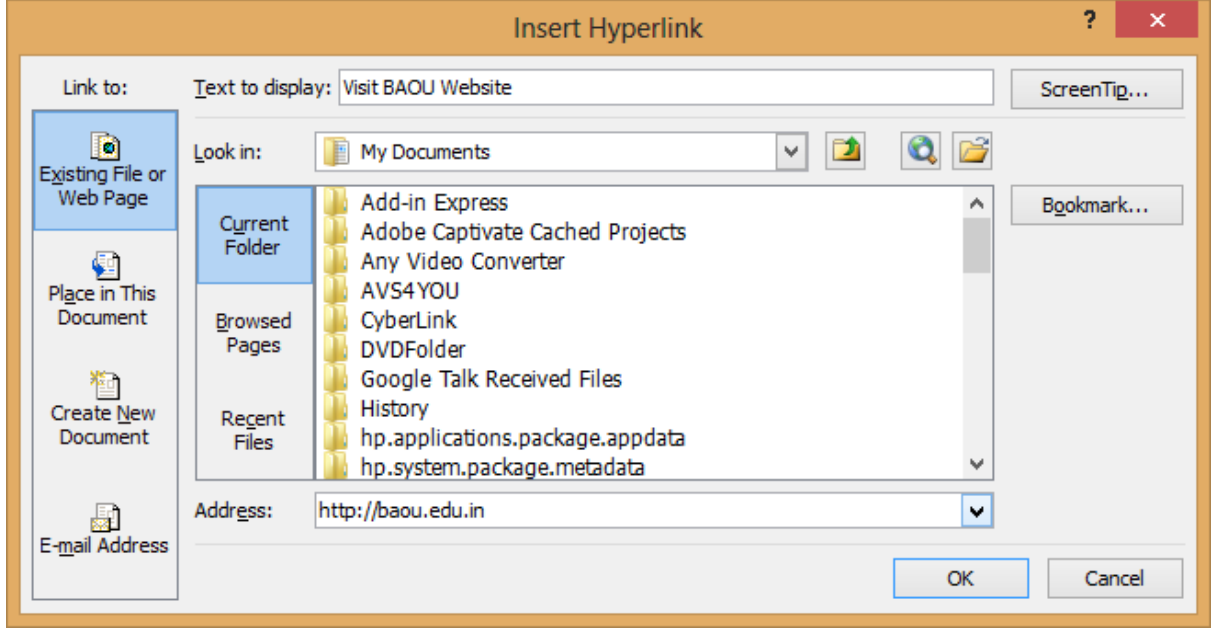 Insert Hyperlink
?
Link to:
Text to display: Visit BAOU Website
ScreenTip...
Existing File or
Web Page
Place in This
Document
Create New
Document
E-mail Address
Look in: My Documents
Current
Folder
Browsed
Pages
Recent
Files
Add-in Express
Adobe Captivate Cached Projects
Any Video Converter
AVS4YOU
CyberLink
DVDFolder
Google Talk Received Files
History
hp.applications.package.appdata
hp.system.package.metadata
Bookmark...
Address: http://baou.edu.in
OK
Cancel